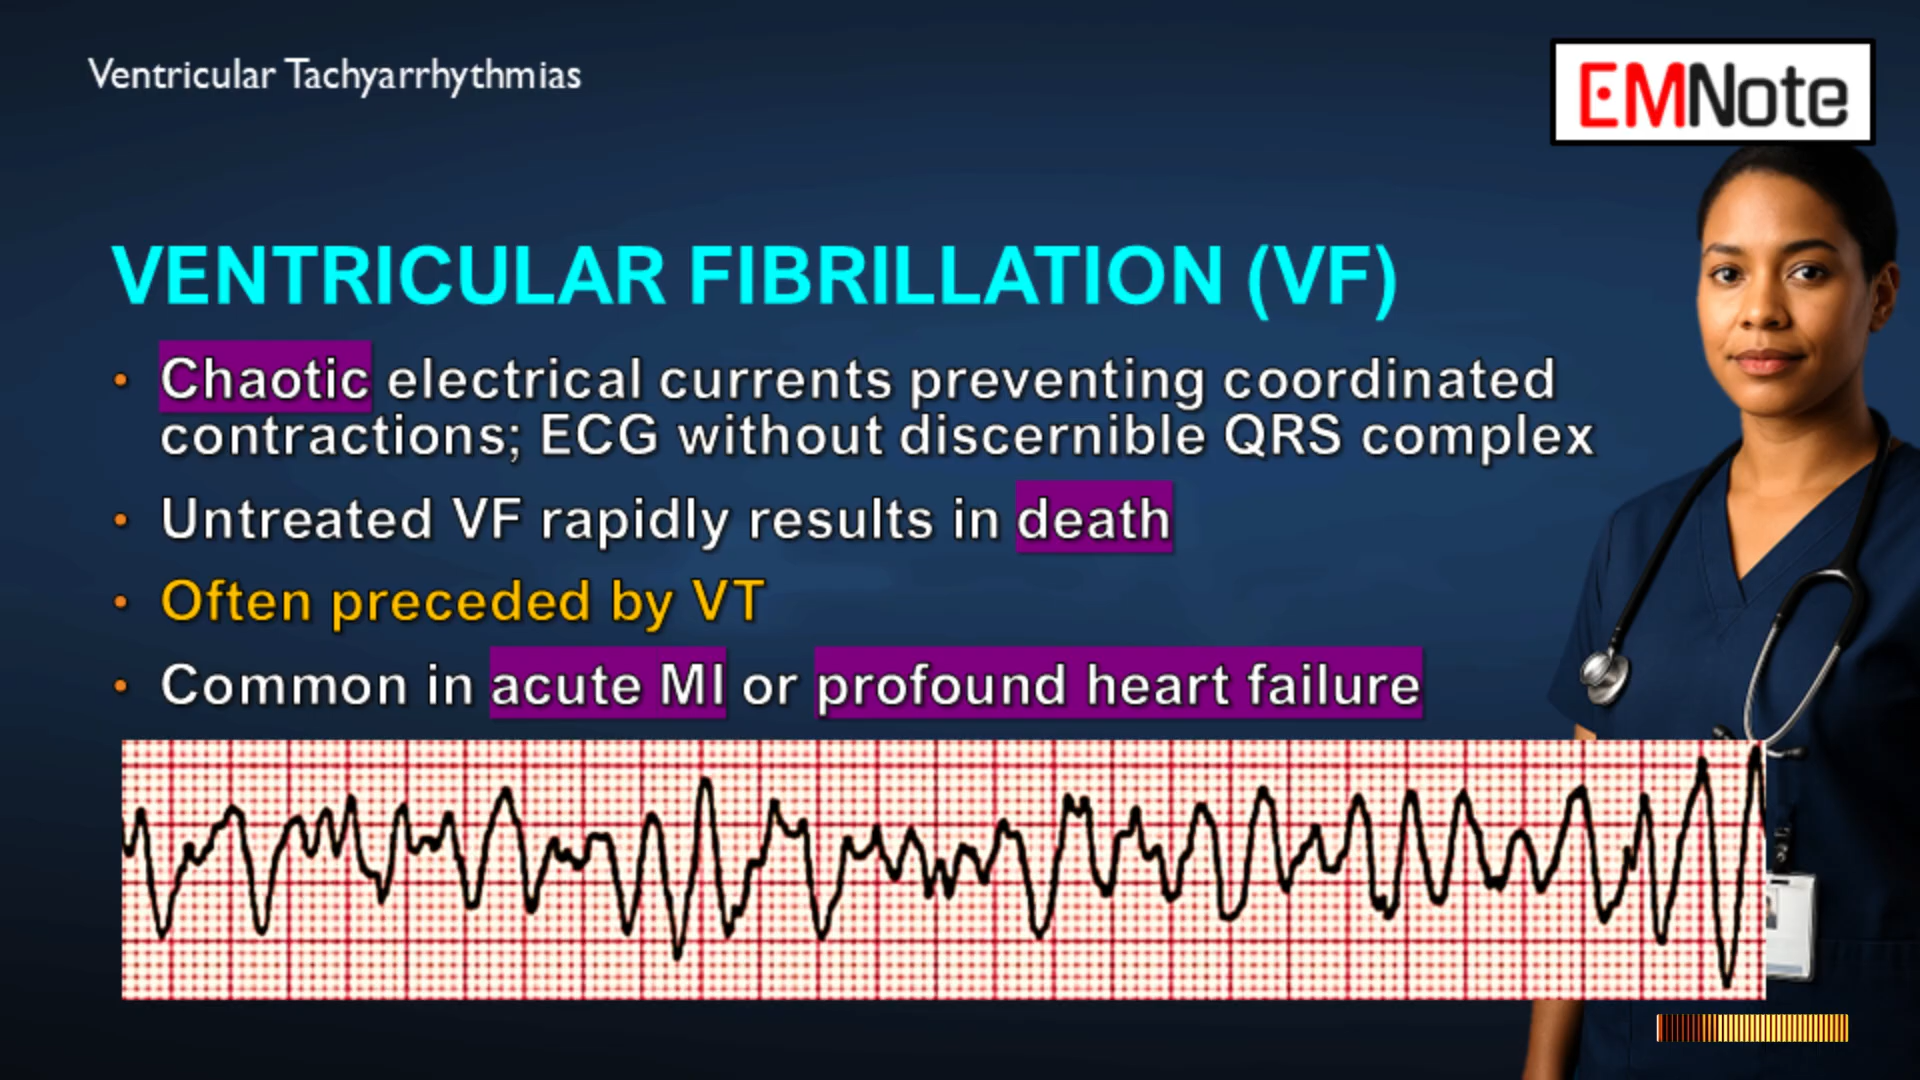 Ventricular Tachyarrhythmias
EMNote
VENTRICULAR FIBRILLATION (VF)
• Chaotic electrical currents preventing coordinated
contractions; ECG without discernible QRS complex
• Untreated VF rapidly results in death
• Often preceded by VT
• Common in acute MI or profound heart failure